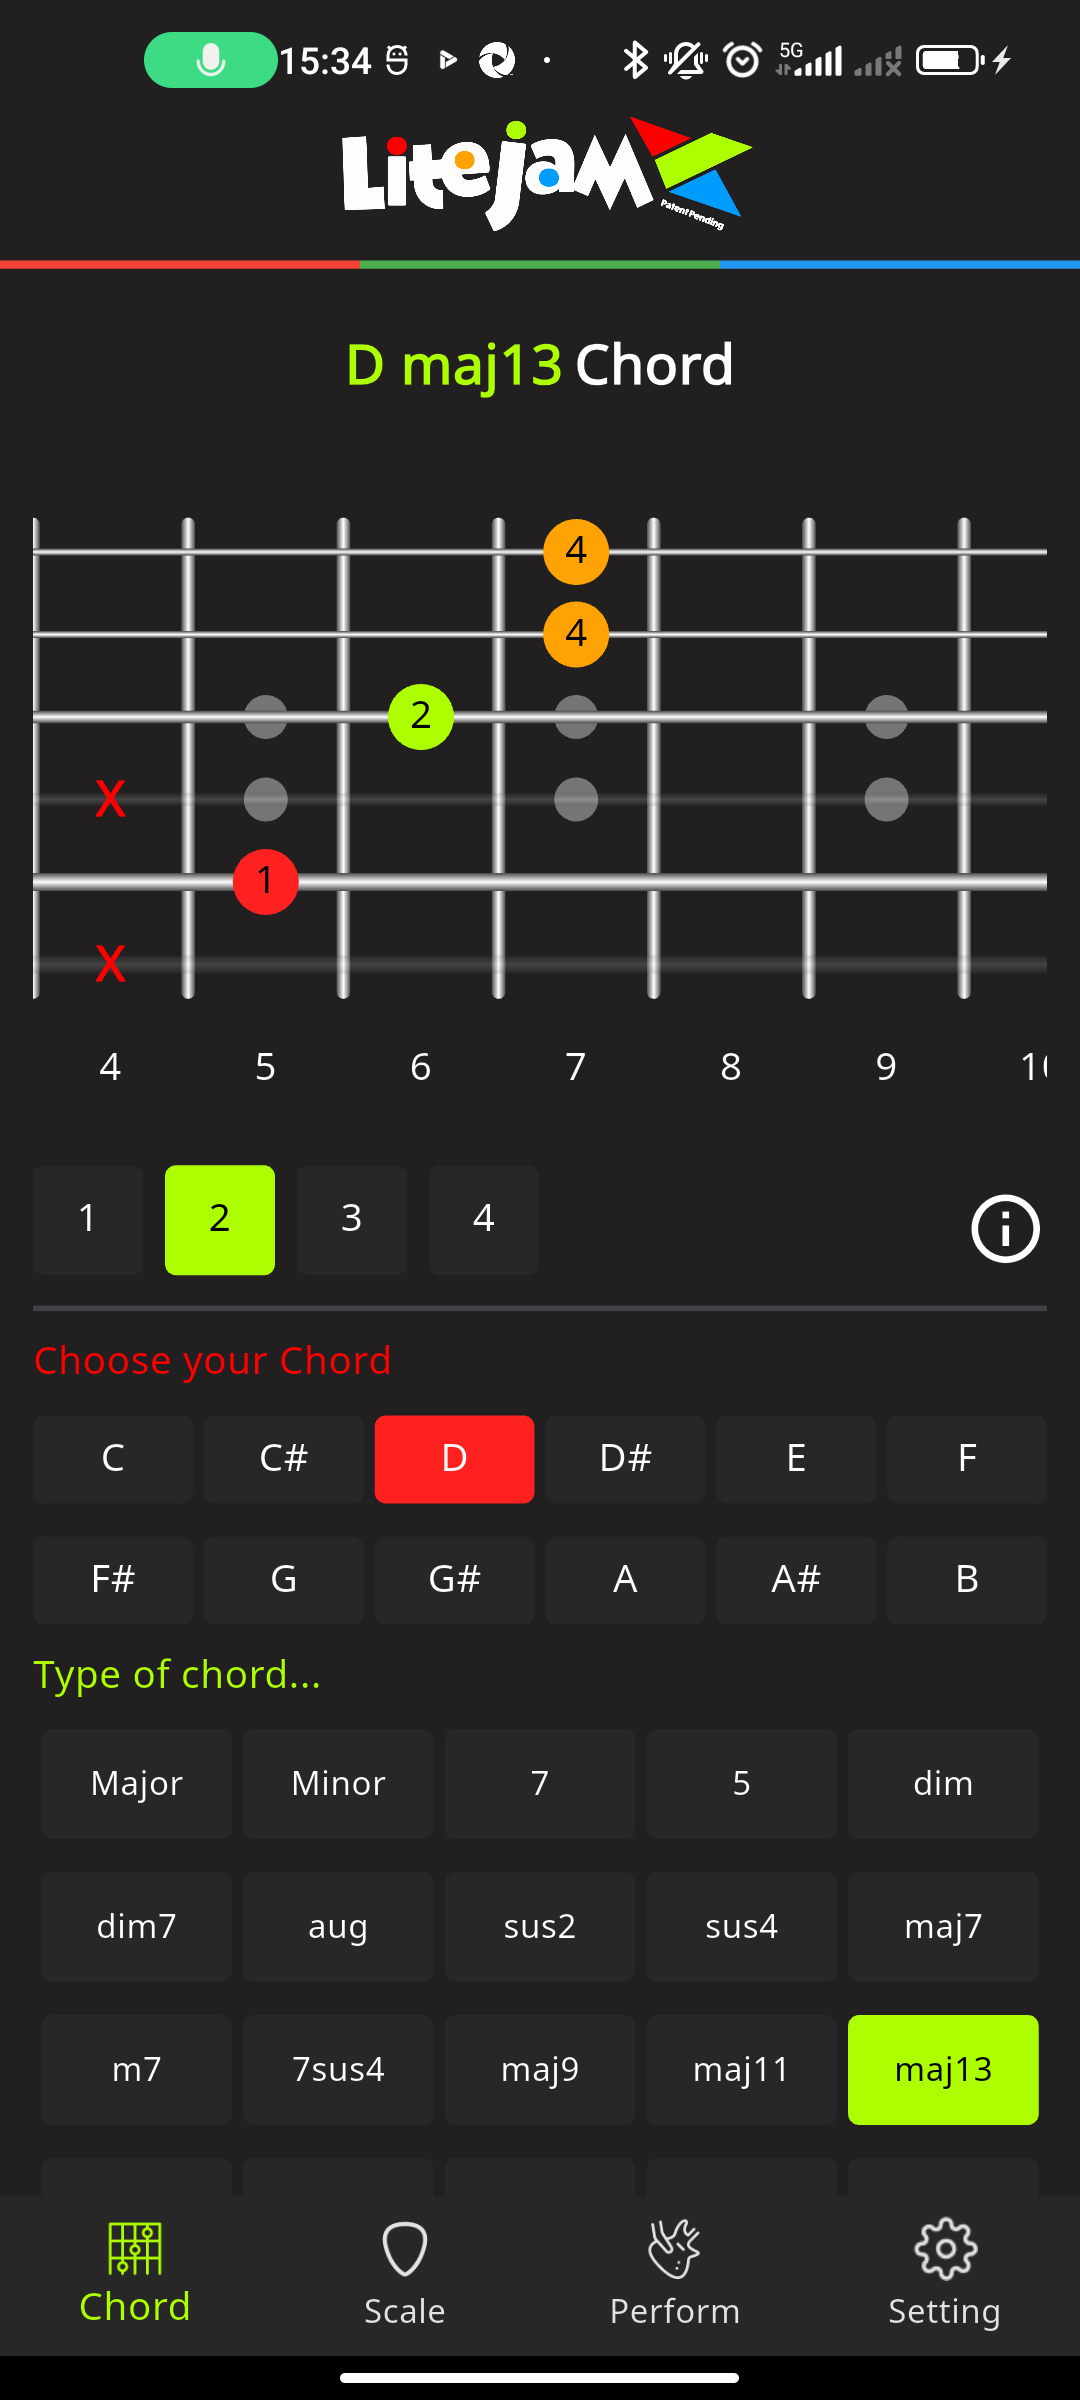 15:34
5G
Litejam
Patent Pending
D maj13 Chord
4
4
2
X
1
X
4 5 6 7 8 9
1 2 3 4
Choose your Chord
C C# D D# E F
F# G G# A A# B
Type of chord...
Major Minor 7 5 dim
dim7 aug sus2 sus4 maj7
m7 7sus4 maj9 maj11 maj13
Chord Scale Perform Setting